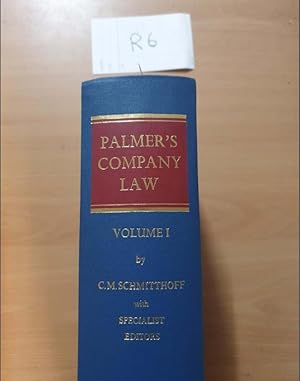 R6
PALMER'S
COMPANY
LAW
VOLUME I
by
C.M.SCHMITTHOFF
with
SPECIALIST
EDITORS